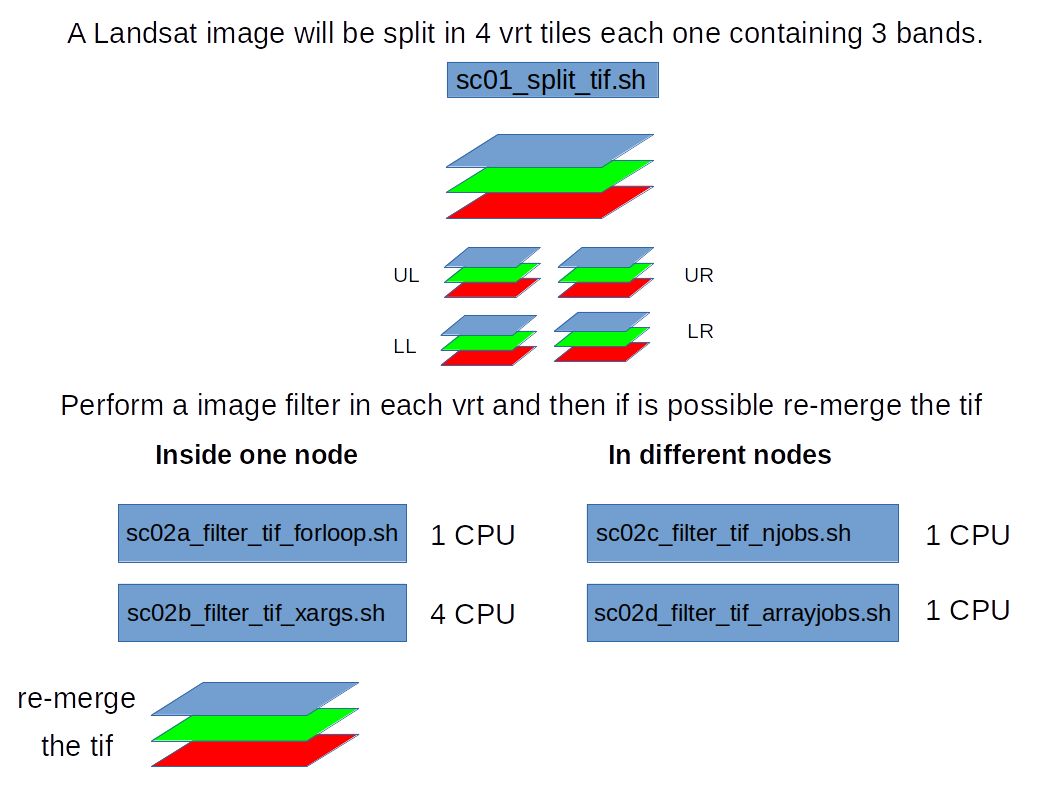 A Landsat image will be split in 4 vrt tiles each one containing 3 bands.
sc01_split_tif.sh
UL
UR
LL
LR
Perform a image filter in each vrt and then if is possible re-merge the tif
Inside one node
In different nodes
sc02a_filter_tif_forloop.sh
1 CPU
sc02c_filter_tif_njobs.sh
1 CPU
sc02b_filter_tif_xargs.sh
4 CPU
sc02d_filter_tif_arrayjobs.sh
1 CPU
re-merge
the tif